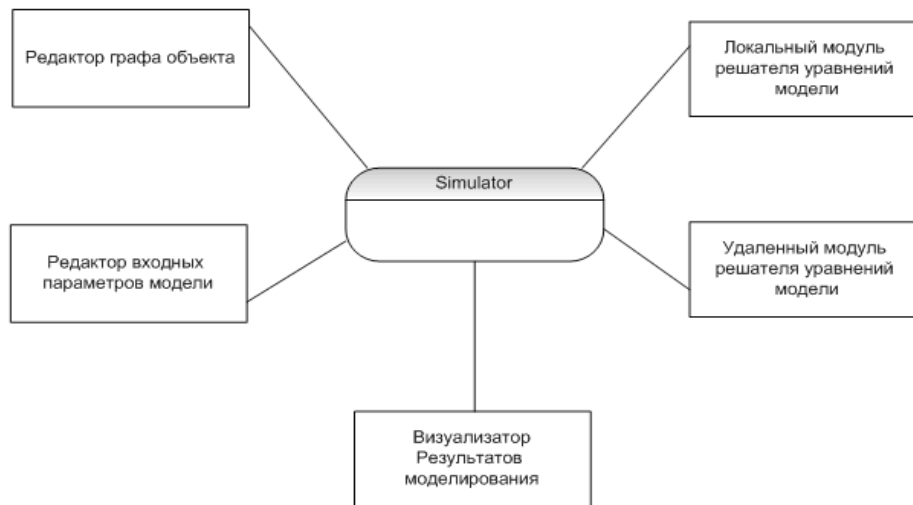 Редактор графа объекта
Локальный модуль
решателя уравнений
модели
Simulator
Редактор входных
параметров модели
Удаленный модуль
решателя уравнений
модели
Визуализатор
Результатов
моделирования